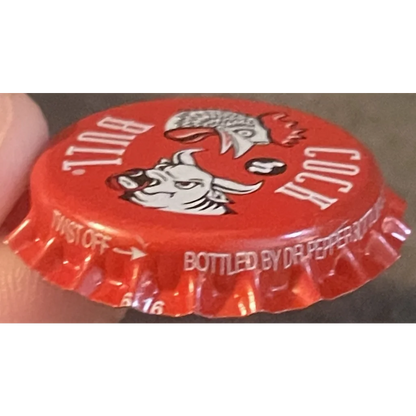 COCK
BULL®
TWIST OFF →
BOTTLED BY DR PEPPER
6 16